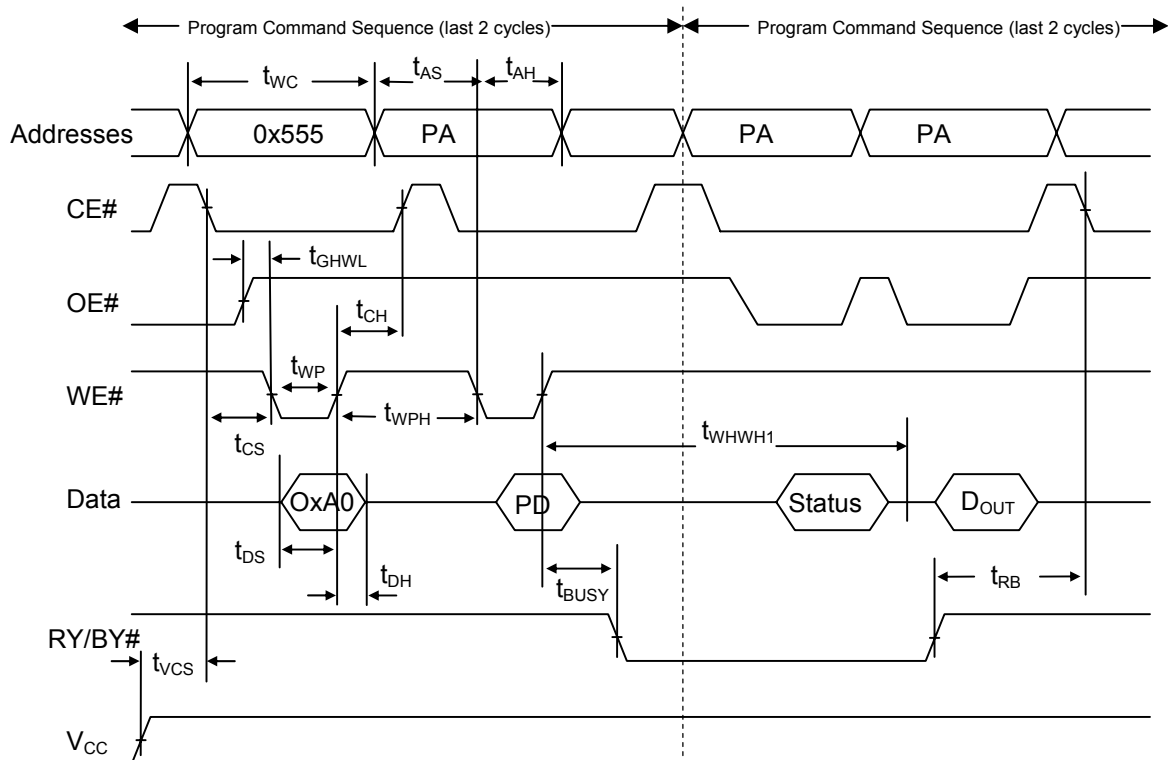 Program Command Sequence (last 2 cycles) Program Command Sequence (last 2 cycles)
tWC tAS tAH
Addresses 0x555 PA PA PA
CE#
tGHWL
OE#
tCH
tWP
WE#
tWPH tWHWH1
tCS
Data OxA0 PD Status DOUT
tDS tDH tBUSY tRB
RY/BY#
tVCS
VCC